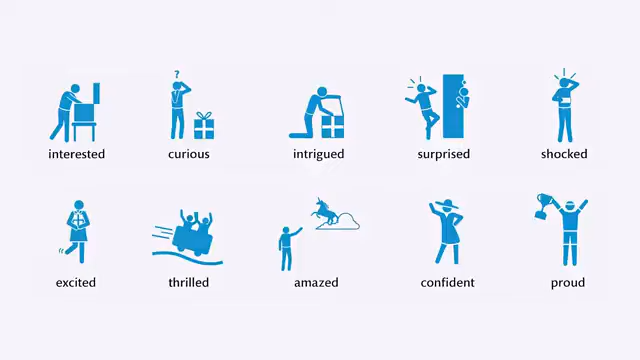 ?
interested
curious
intrigued
surprised
shocked
excited
thrilled
amazed
confident
proud